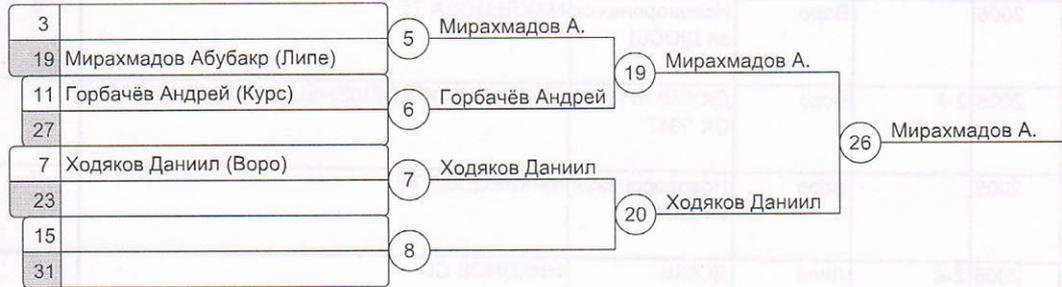 3
5 Мирахмадов А.
19 Мирахмадов Абубакр (Липе)
19 Мирахмадов А.
11 Горбачёв Андрей (Курс)
6 Горбачёв Андрей
27
26 Мирахмадов А.
7 Ходяков Даниил (Воро)
7 Ходяков Даниил
23
20 Ходяков Даниил
15
8
31